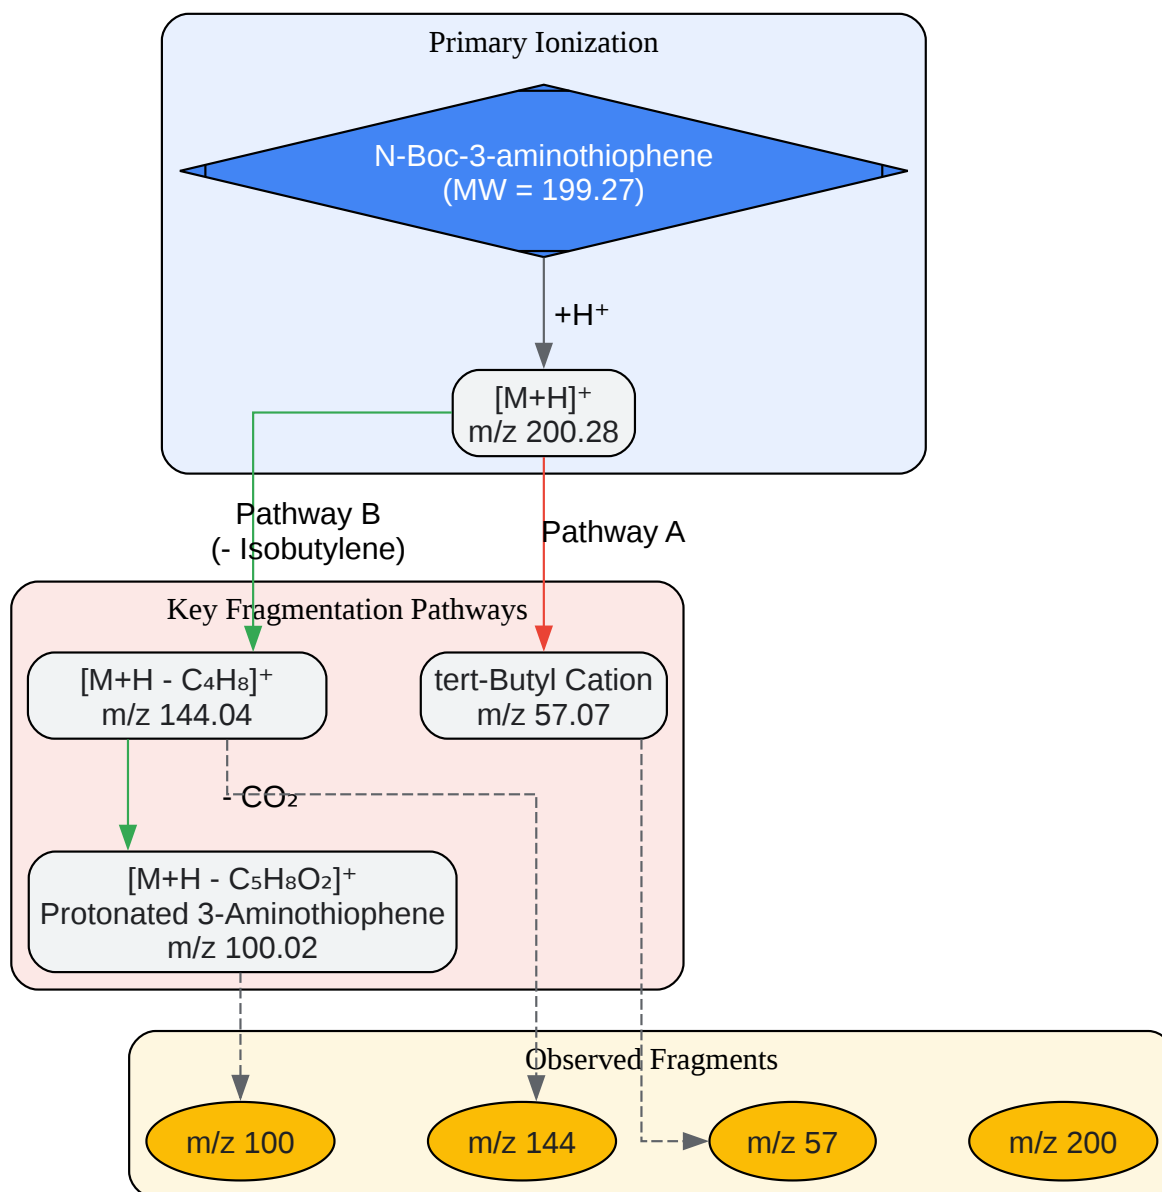 Primary Ionization
N-Boc-3-aminothiophene
(MW = 199.27)
+H⁺
[M+H]⁺
m/z 200.28
Pathway B
(- Isobutylene)
Pathway A
Key Fragmentation Pathways
[M+H - C₄H₈]⁺
m/z 144.04
tert-Butyl Cation
m/z 57.07
- CO₂
[M+H - C₅H₈O₂]⁺
Protonated 3-Aminothiophene
m/z 100.02
Observed Fragments
m/z 100
m/z 144
m/z 57
m/z 200